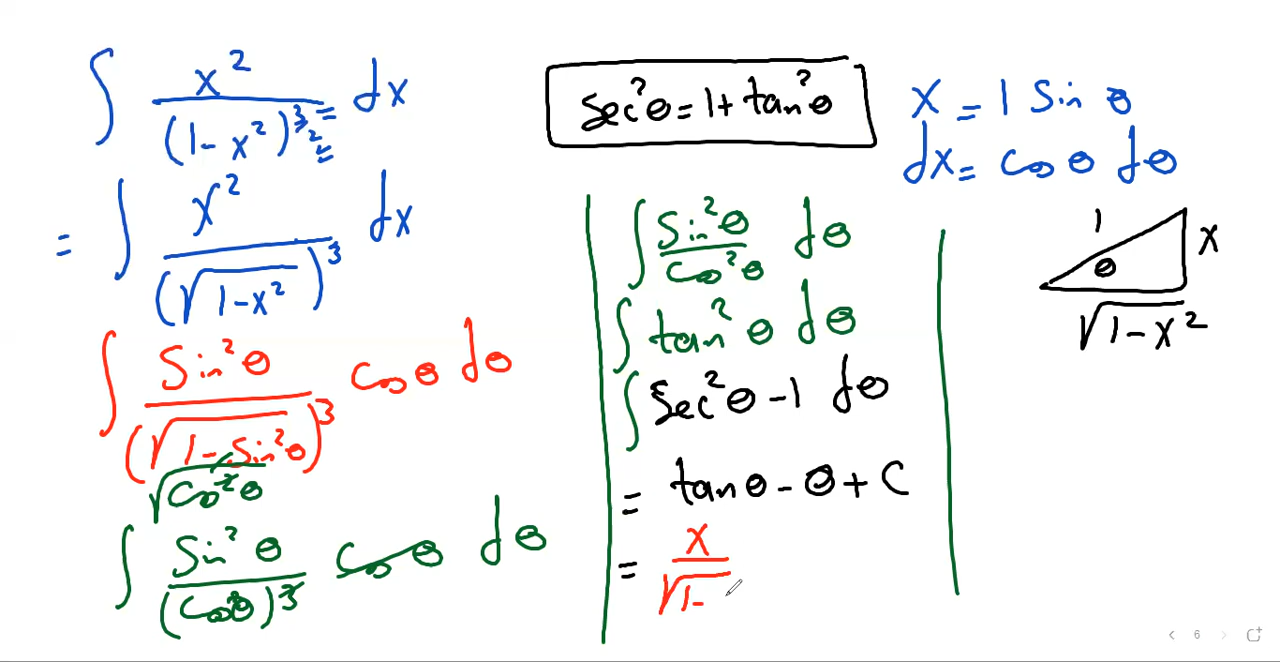 ∫ x² / (1 - x²)^(3/2) dx
= ∫ x² / (√(1-x²))³ dx
∫ Sin²θ / (√(1 - Sin²θ))³ cosθ dθ
√cos²θ
∫ Sin²θ / (cosθ)³ cosθ dθ
Sec²θ = 1 + tan²θ
∫ Sin²θ / cos²θ dθ
∫ tan²θ dθ
∫ Sec²θ - 1 dθ
= tanθ - θ + C
= x / √1-
x = 1 Sin θ
dx = cosθ dθ
1
x
θ
√1-x²
6